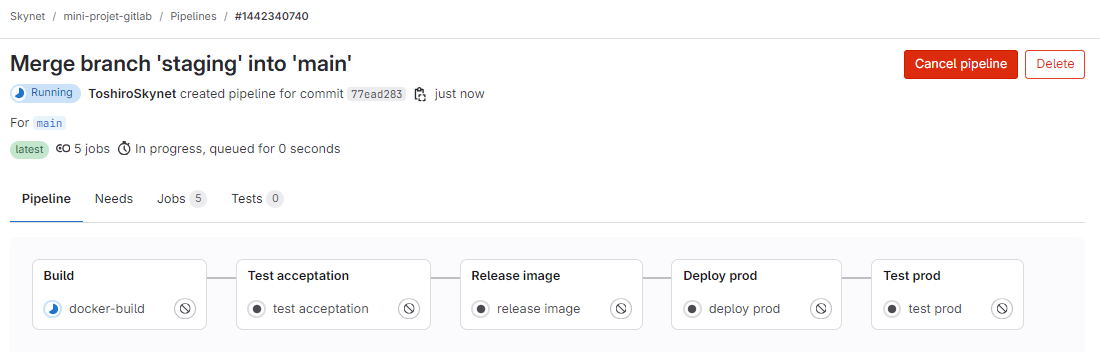 Skynet / mini-projet-gitlab / Pipelines / #1442340740
Merge branch 'staging' into 'main'
Cancel pipeline
Delete
Running ToshiroSkynet created pipeline for commit 77ead283 just now
For main
latest 5 jobs In progress, queued for 0 seconds
Pipeline Needs Jobs 5 Tests 0
Build
docker-build
Test acceptation
test acceptation
Release image
release image
Deploy prod
deploy prod
Test prod
test prod